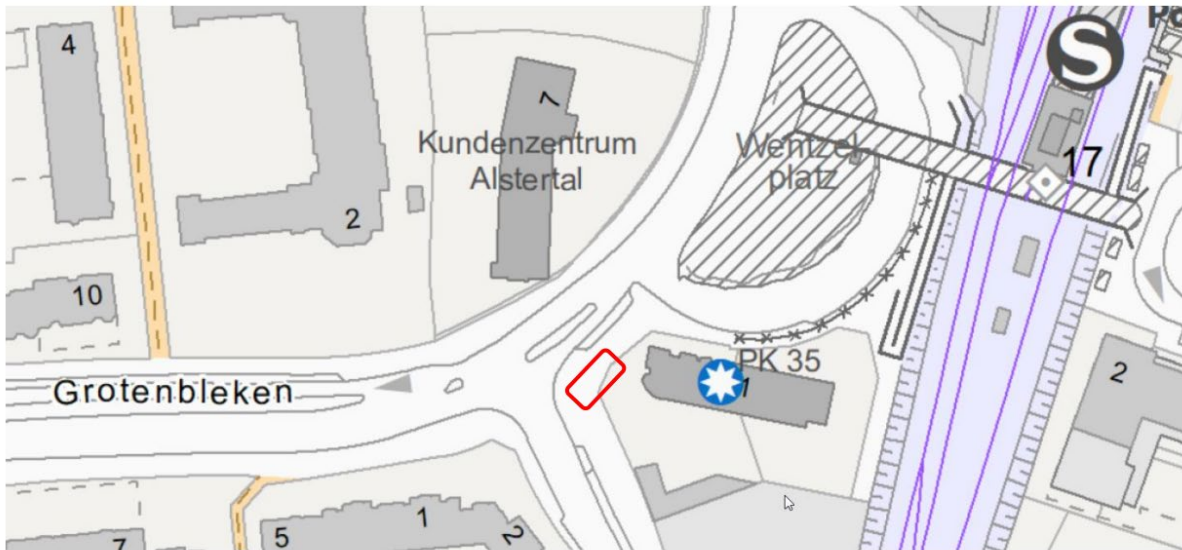 4
7
Kundenzentrum
Alstertal
2
Wentzel-
platz
S
17
10
Grotenbleken
PK 35
1
2
5
1
2
7